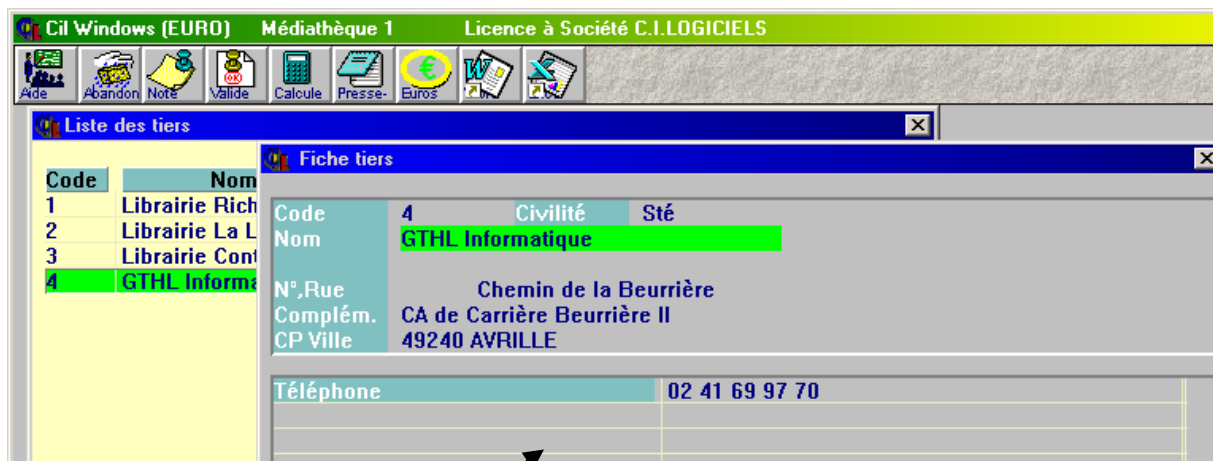 Cil Windows (EURO) Médiathèque 1 Licence à Société C.I.LOGICIELS
Aide Abandon Note Valide Calcule Presse- Euros
OK
Liste des tiers
Code Nom
1 Librairie Rich
2 Librairie La L
3 Librairie Cont
4 GTHL Informa
Fiche tiers
Code 4 Civilité Sté
Nom GTHL Informatique
N°,Rue Chemin de la Beurrière
Complém. CA de Carrière Beurrière II
CP Ville 49240 AVRILLE
Téléphone 02 41 69 97 70